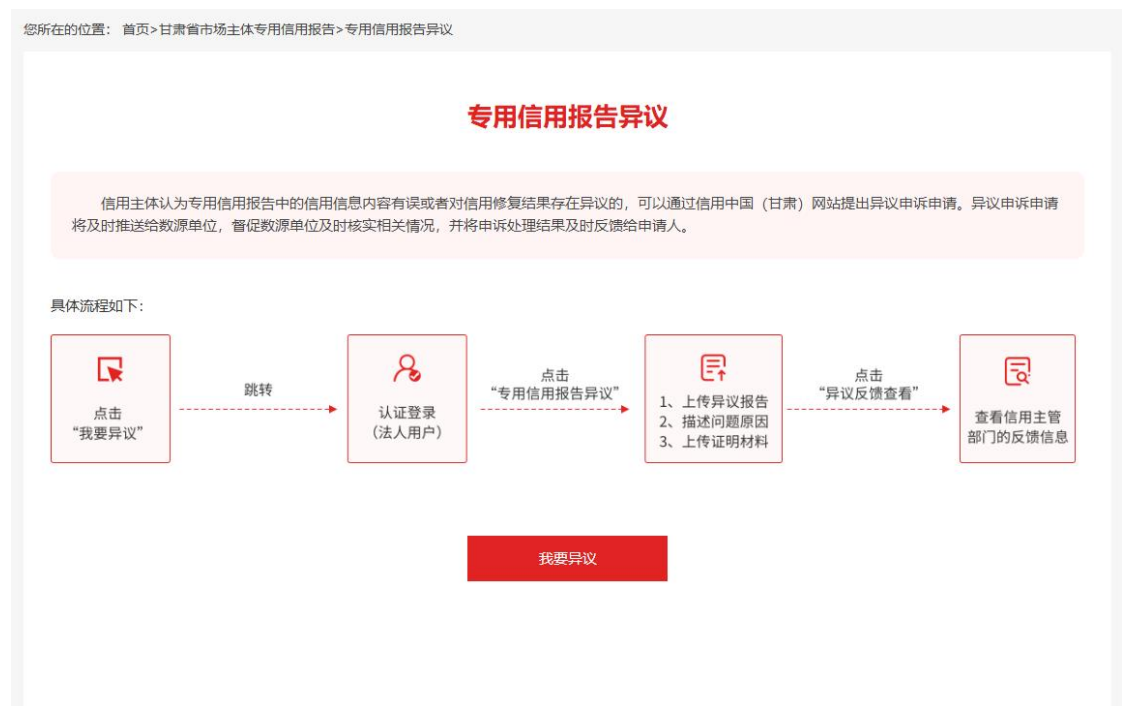 您所在的位置： 首页>甘肃省市场主体专用信用报告>专用信用报告异议
专用信用报告异议
信用主体认为专用信用报告中的信用信息内容有误或者对信用修复结果存在异议的，可以通过信用中国（甘肃）网站提出异议申诉申请。异议申诉申请
将及时推送给数源单位，督促数源单位及时核实相关情况，并将申诉处理结果及时反馈给申请人。
具体流程如下：
点击
“我要异议”
跳转
认证登录
（法人用户）
点击
“专用信用报告异议”
1、上传异议报告
2、描述问题原因
3、上传证明材料
点击
“异议反馈查看”
查看信用主管
部门的反馈信息
我要异议